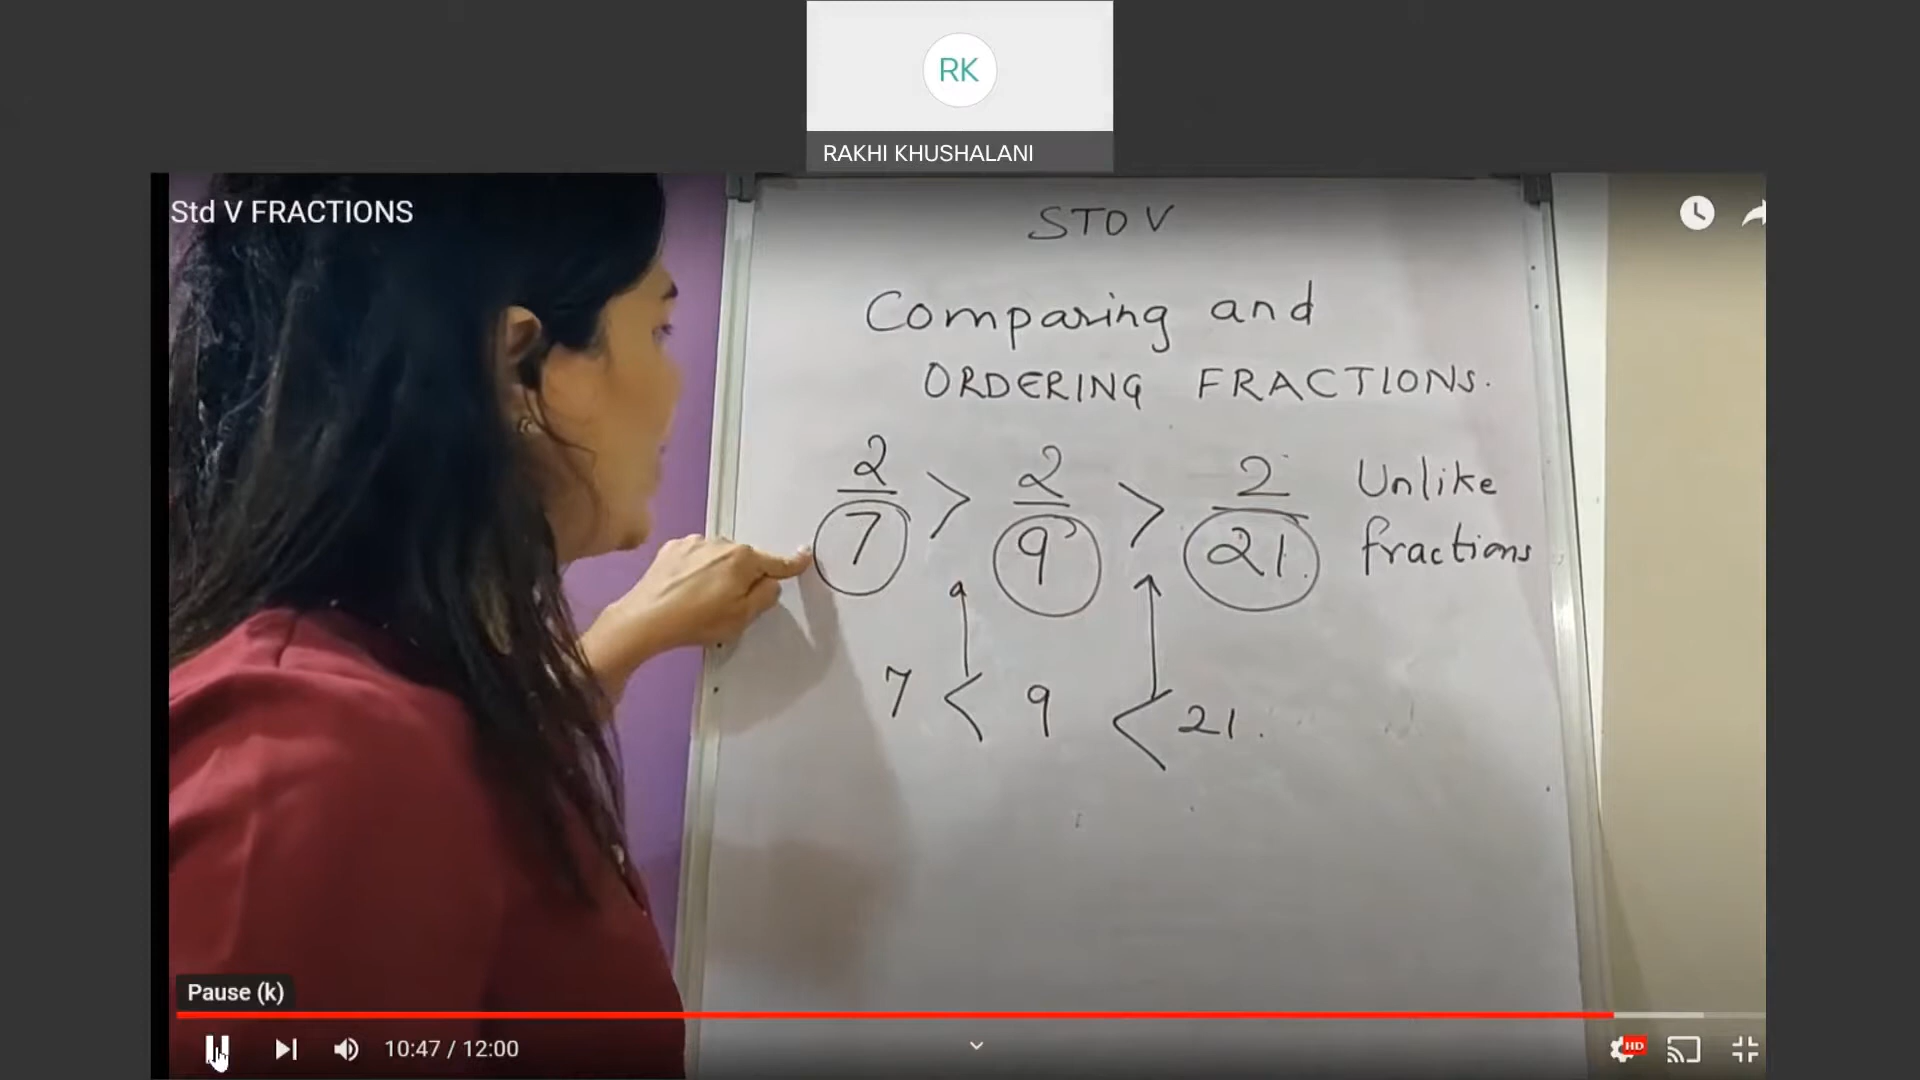 RK
RAKHI KHUSHALANI
Std V FRACTIONS
STD V
Comparing and
ORDERING FRACTIONS.
2/7 > 2/9 > 2/21 Unlike
fractions
7 < 9 < 21.
Pause (k)
10:47 / 12:00
HD